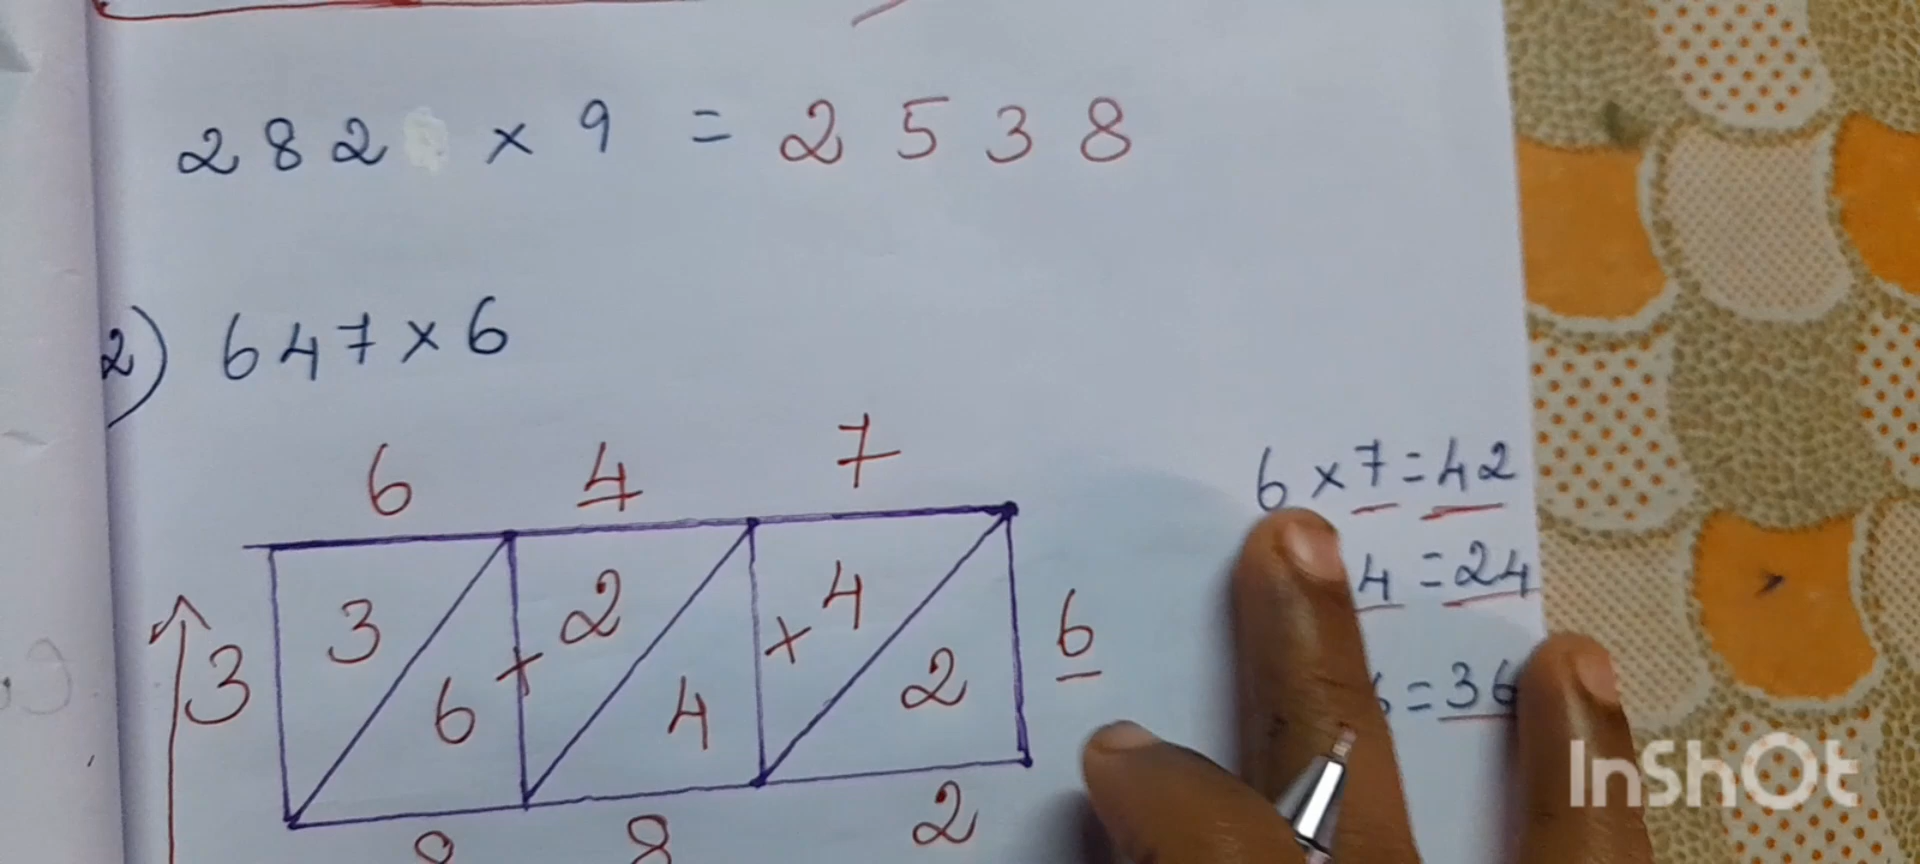 282 × 9 = 2538
2) 647×6
6 4 7
6×7=42
4=24
3 3 2 + 4 6
6 + 4 2
=36
8 8 2
InShOt